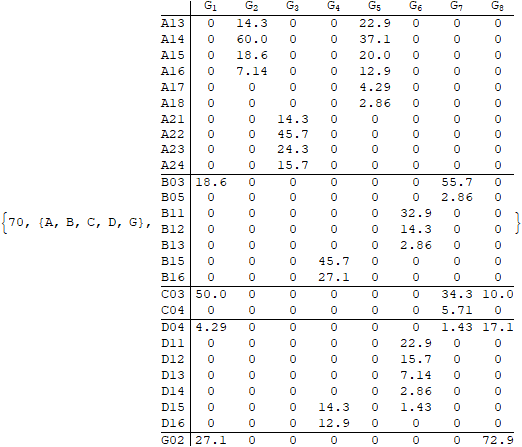 G₁ G₂ G₃ G₄ G₅ G₆ G₇ G₈
A13 0 14.3 0 0 22.9 0 0 0
A14 0 60.0 0 0 37.1 0 0 0
A15 0 18.6 0 0 20.0 0 0 0
A16 0 7.14 0 0 12.9 0 0 0
A17 0 0 0 0 4.29 0 0 0
A18 0 0 0 0 2.86 0 0 0
A21 0 0 14.3 0 0 0 0 0
A22 0 0 45.7 0 0 0 0 0
A23 0 0 24.3 0 0 0 0 0
A24 0 0 15.7 0 0 0 0 0
B03 18.6 0 0 0 0 0 55.7 0
B05 0 0 0 0 0 0 2.86 0
B11 0 0 0 0 0 32.9 0 0
{70, {A, B, C, D, G}, B12 0 0 0 0 0 14.3 0 0 }
B13 0 0 0 0 0 2.86 0 0
B15 0 0 0 45.7 0 0 0 0
B16 0 0 0 27.1 0 0 0 0
C03 50.0 0 0 0 0 0 34.3 10.0
C04 0 0 0 0 0 0 5.71 0
D04 4.29 0 0 0 0 0 1.43 17.1
D11 0 0 0 0 0 22.9 0 0
D12 0 0 0 0 0 15.7 0 0
D13 0 0 0 0 0 7.14 0 0
D14 0 0 0 0 0 2.86 0 0
D15 0 0 0 14.3 0 1.43 0 0
D16 0 0 0 12.9 0 0 0 0
G02 27.1 0 0 0 0 0 0 72.9